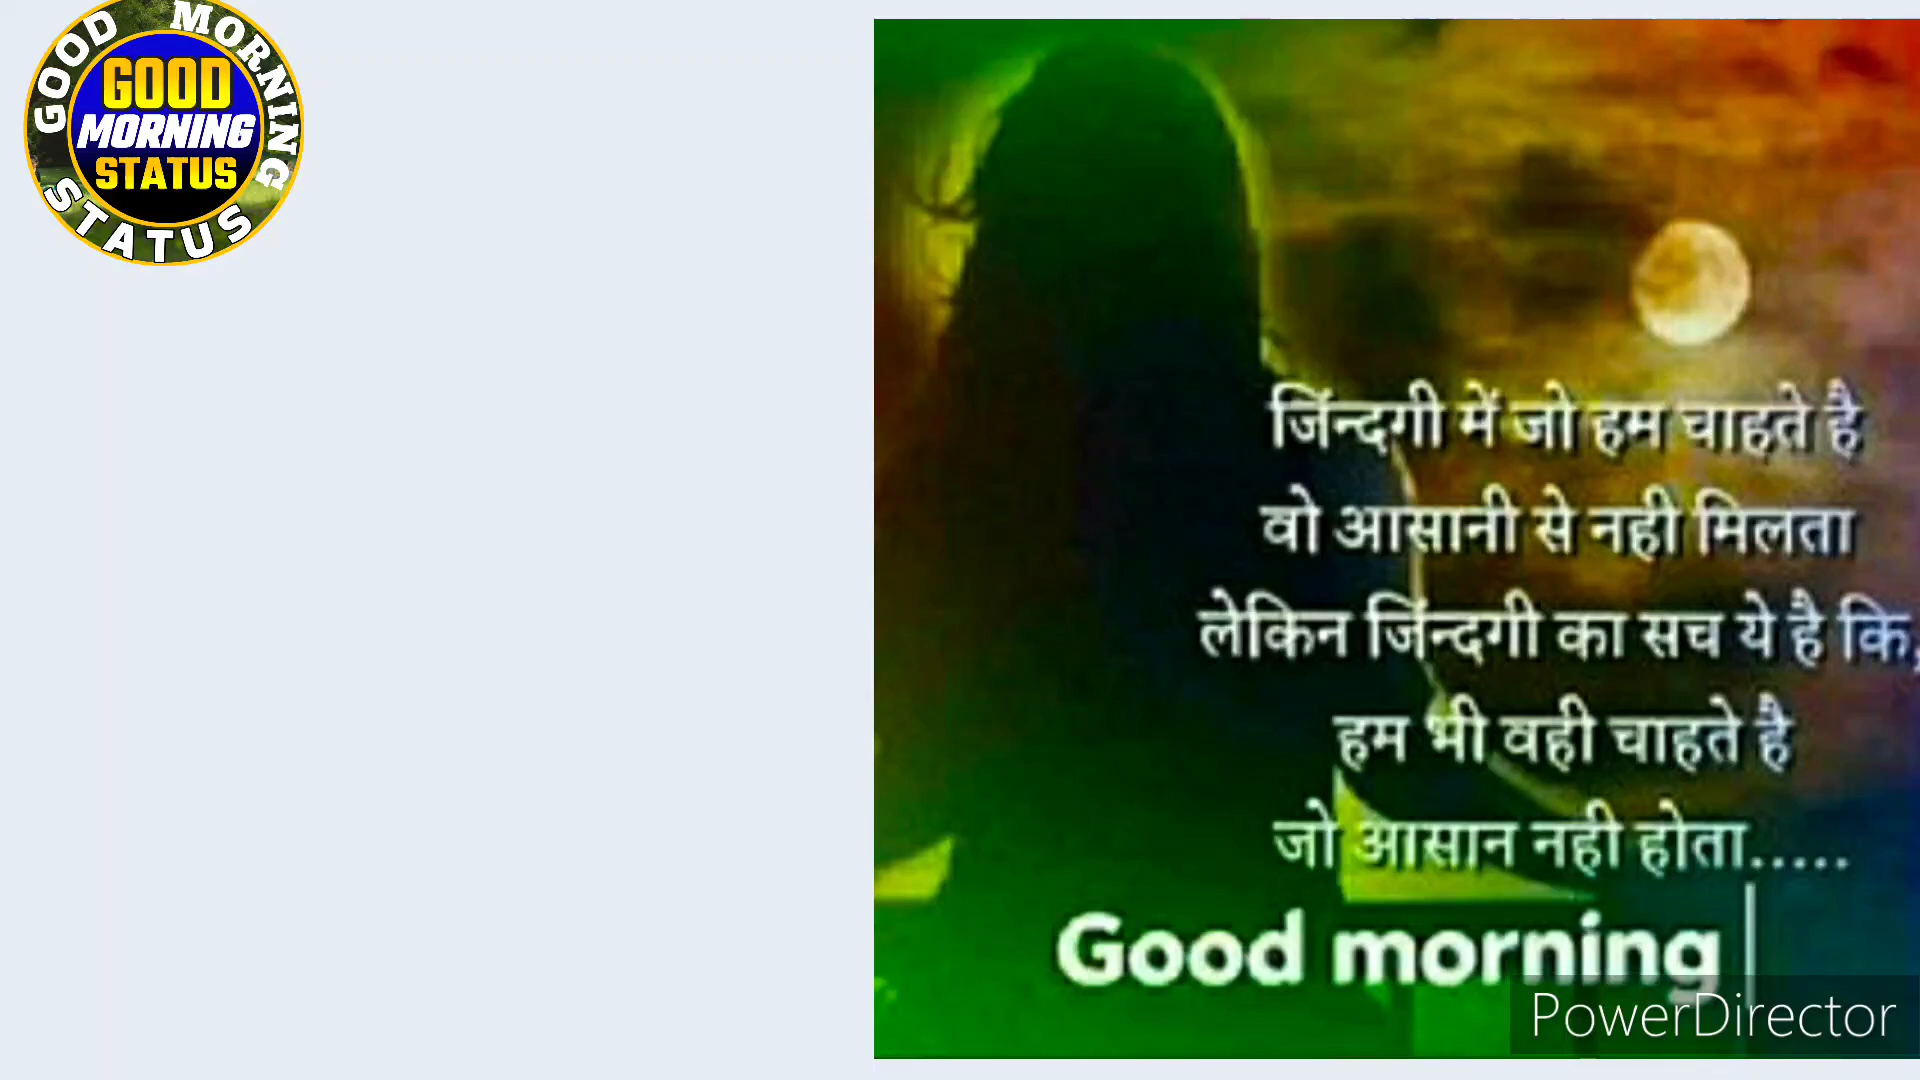 GOOD MORNING
GOOD
MORNING
STATUS
STATUS
जिंन्दगी में जो हम चाहते है
वो आसानी से नही मिलता
लेकिन जिंन्दगी का सच ये है कि,
हम भी वही चाहते है
जो आसान नही होता.....
Good morning
PowerDirector